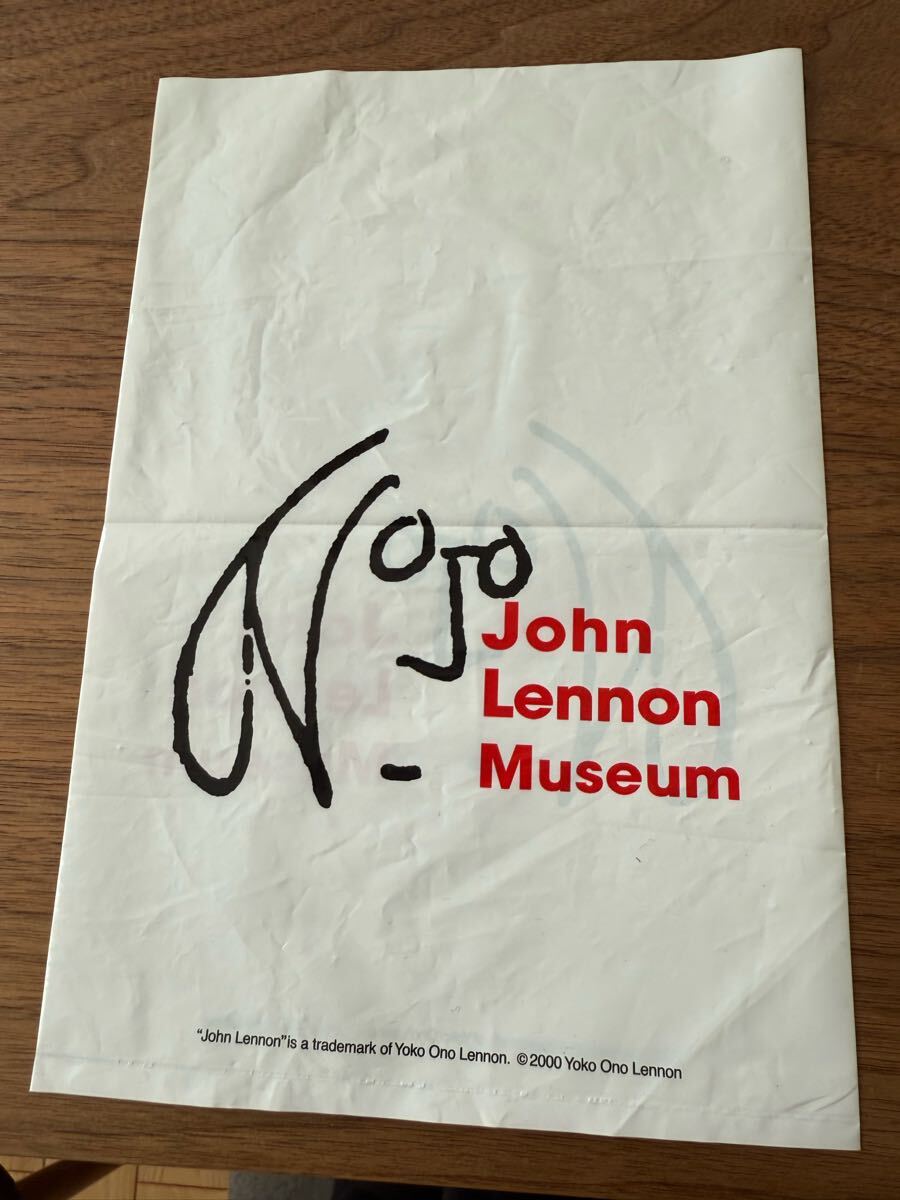 John
Lennon
Museum
“John Lennon”is a trademark of Yoko Ono Lennon. ©2000 Yoko Ono Lennon